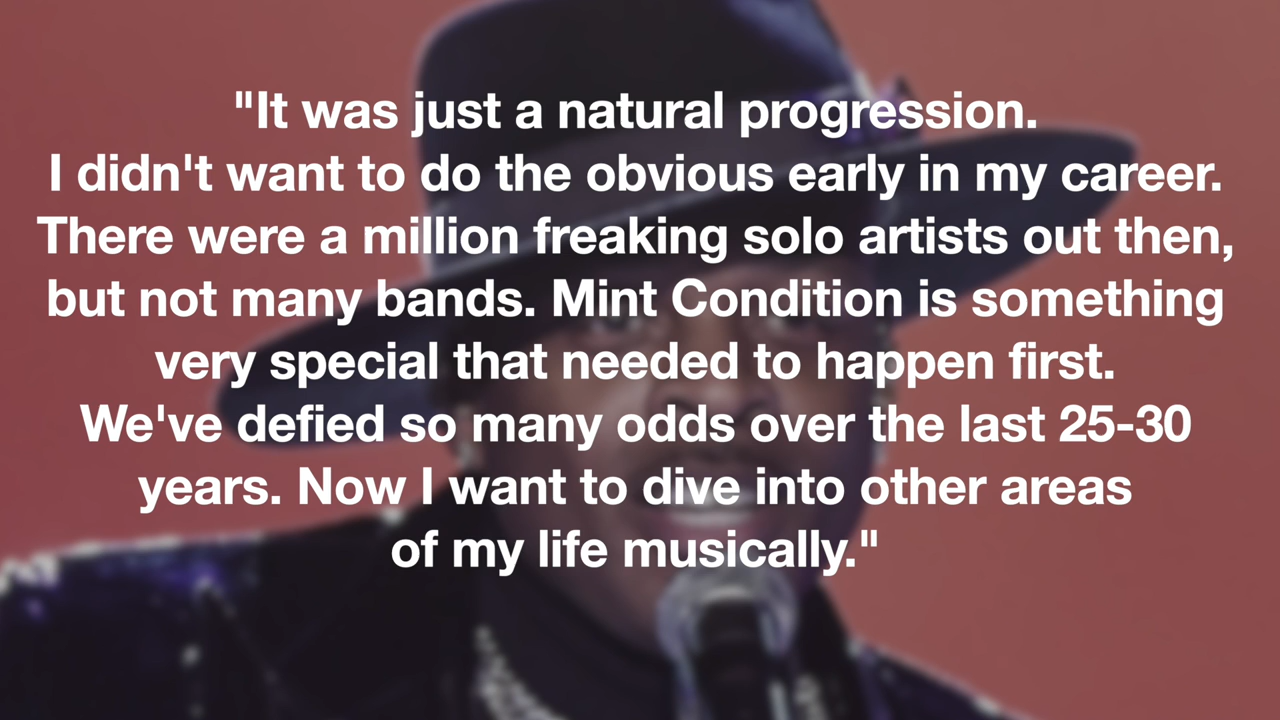 "It was just a natural progression.
I didn't want to do the obvious early in my career.
There were a million freaking solo artists out then,
but not many bands. Mint Condition is something
very special that needed to happen first.
We've defied so many odds over the last 25-30
years. Now I want to dive into other areas
of my life musically."